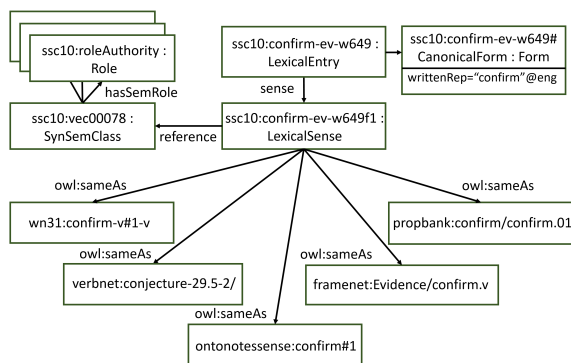 ssc10:roleAuthority :
Role
hasSemRole
ssc10:vec00078 :
SynSemClass
reference
ssc10:confirm-ev-w649 :
LexicalEntry
sense
ssc10:confirm-ev-w649f1 :
LexicalSense
ssc10:confirm-ev-w649#
CanonicalForm : Form
writtenRep=“confirm”@eng
owl:sameAs
wn31:confirm-v#1-v
owl:sameAs
verbnet:conjecture-29.5-2/
owl:sameAs
ontonotessense:confirm#1
owl:sameAs
framenet:Evidence/confirm.v
owl:sameAs
propbank:confirm/confirm.01